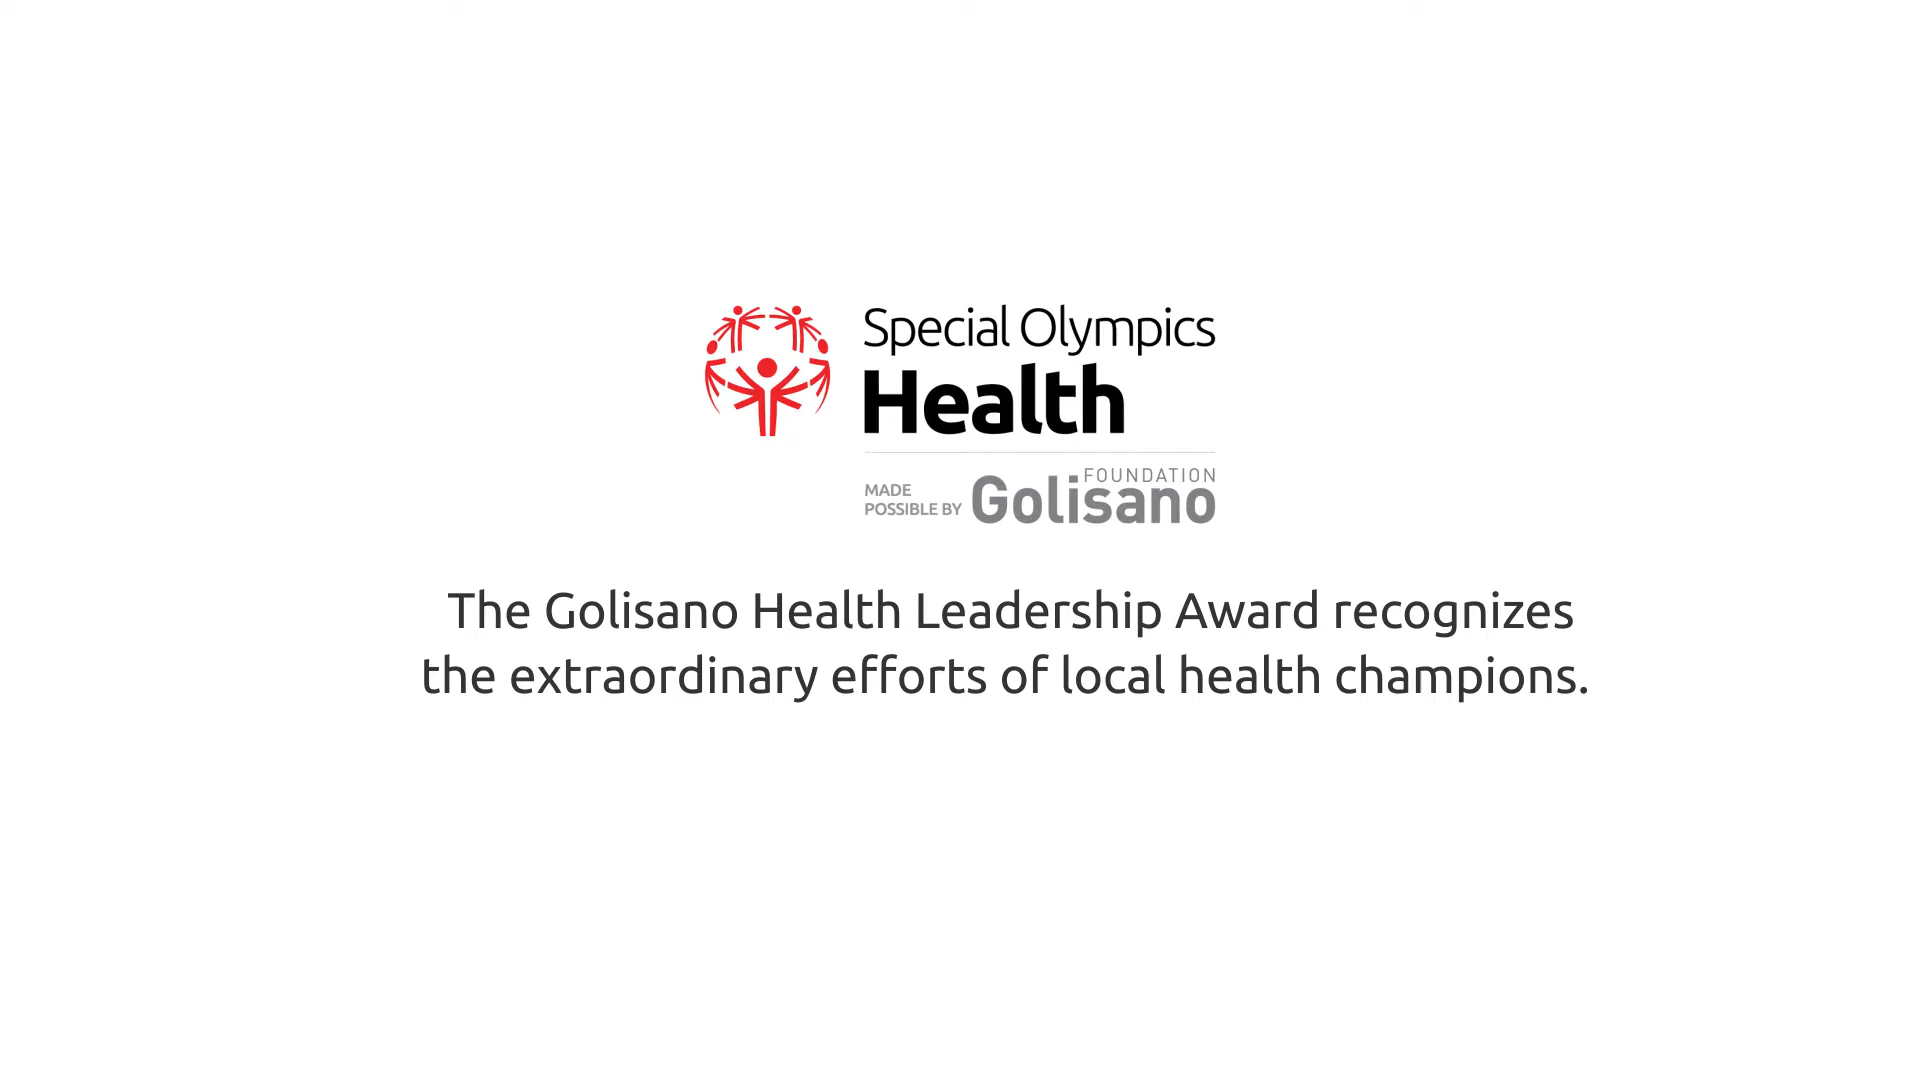 Special Olympics
Health
MADE
POSSIBLE BY
FOUNDATION
Golisano
The Golisano Health Leadership Award recognizes
the extraordinary efforts of local health champions.